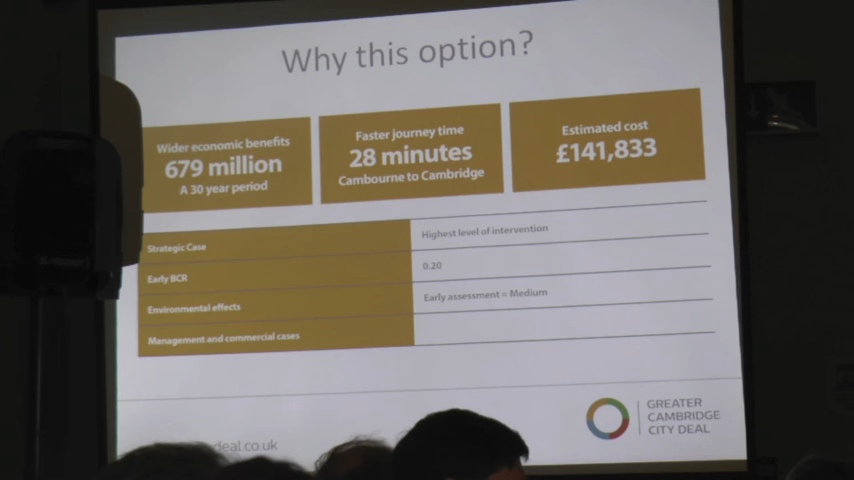 Why this option?
Wider economic benefits
679 million
A 30 year period
Faster journey time
28 minutes
Cambourne to Cambridge
Estimated cost
£141,833
Strategic Case
Highest level of intervention
Early BCR
0.20
Environmental effects
Early assessment = Medium
Management and commercial cases
deal.co.uk
GREATER
CAMBRIDGE
CITY DEAL